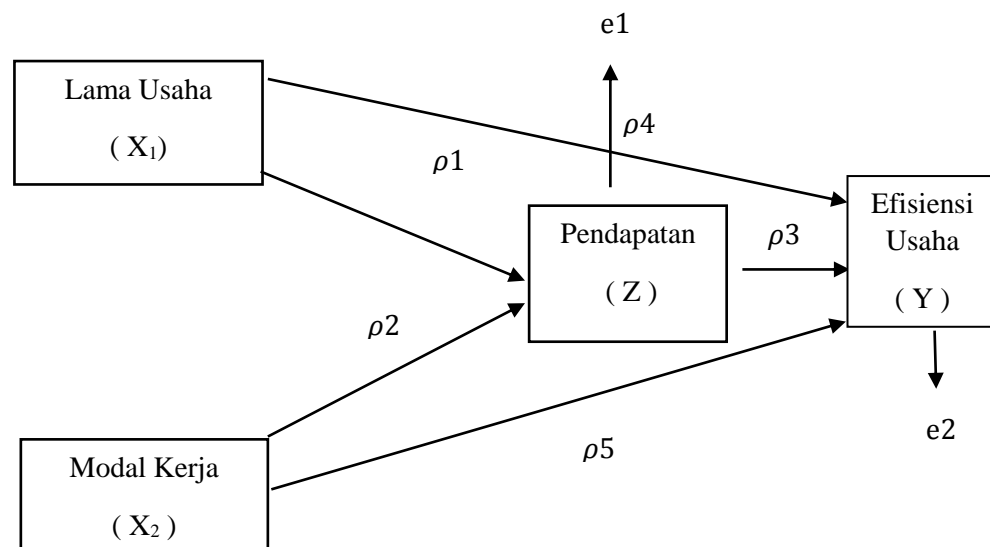 e1
Lama Usaha
( X₁)
ρ4
ρ1
Efisiensi
Usaha
( Y )
Pendapatan
( Z )
ρ3
ρ2
e2
ρ5
Modal Kerja
( X₂ )